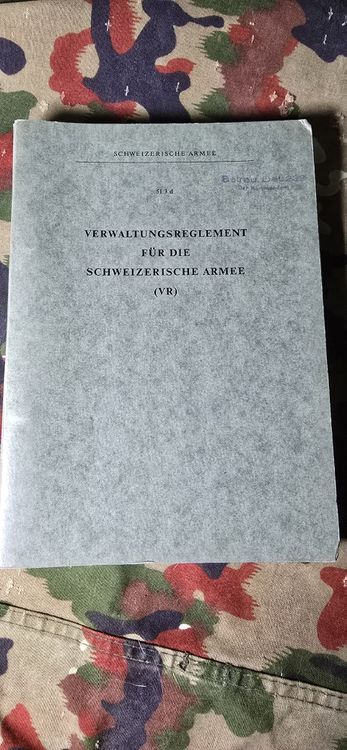 SCHWEIZERISCHE ARMEE
51.3 d
VERWALTUNGSREGLEMENT
FÜR DIE
SCHWEIZERISCHE ARMEE
(VR)